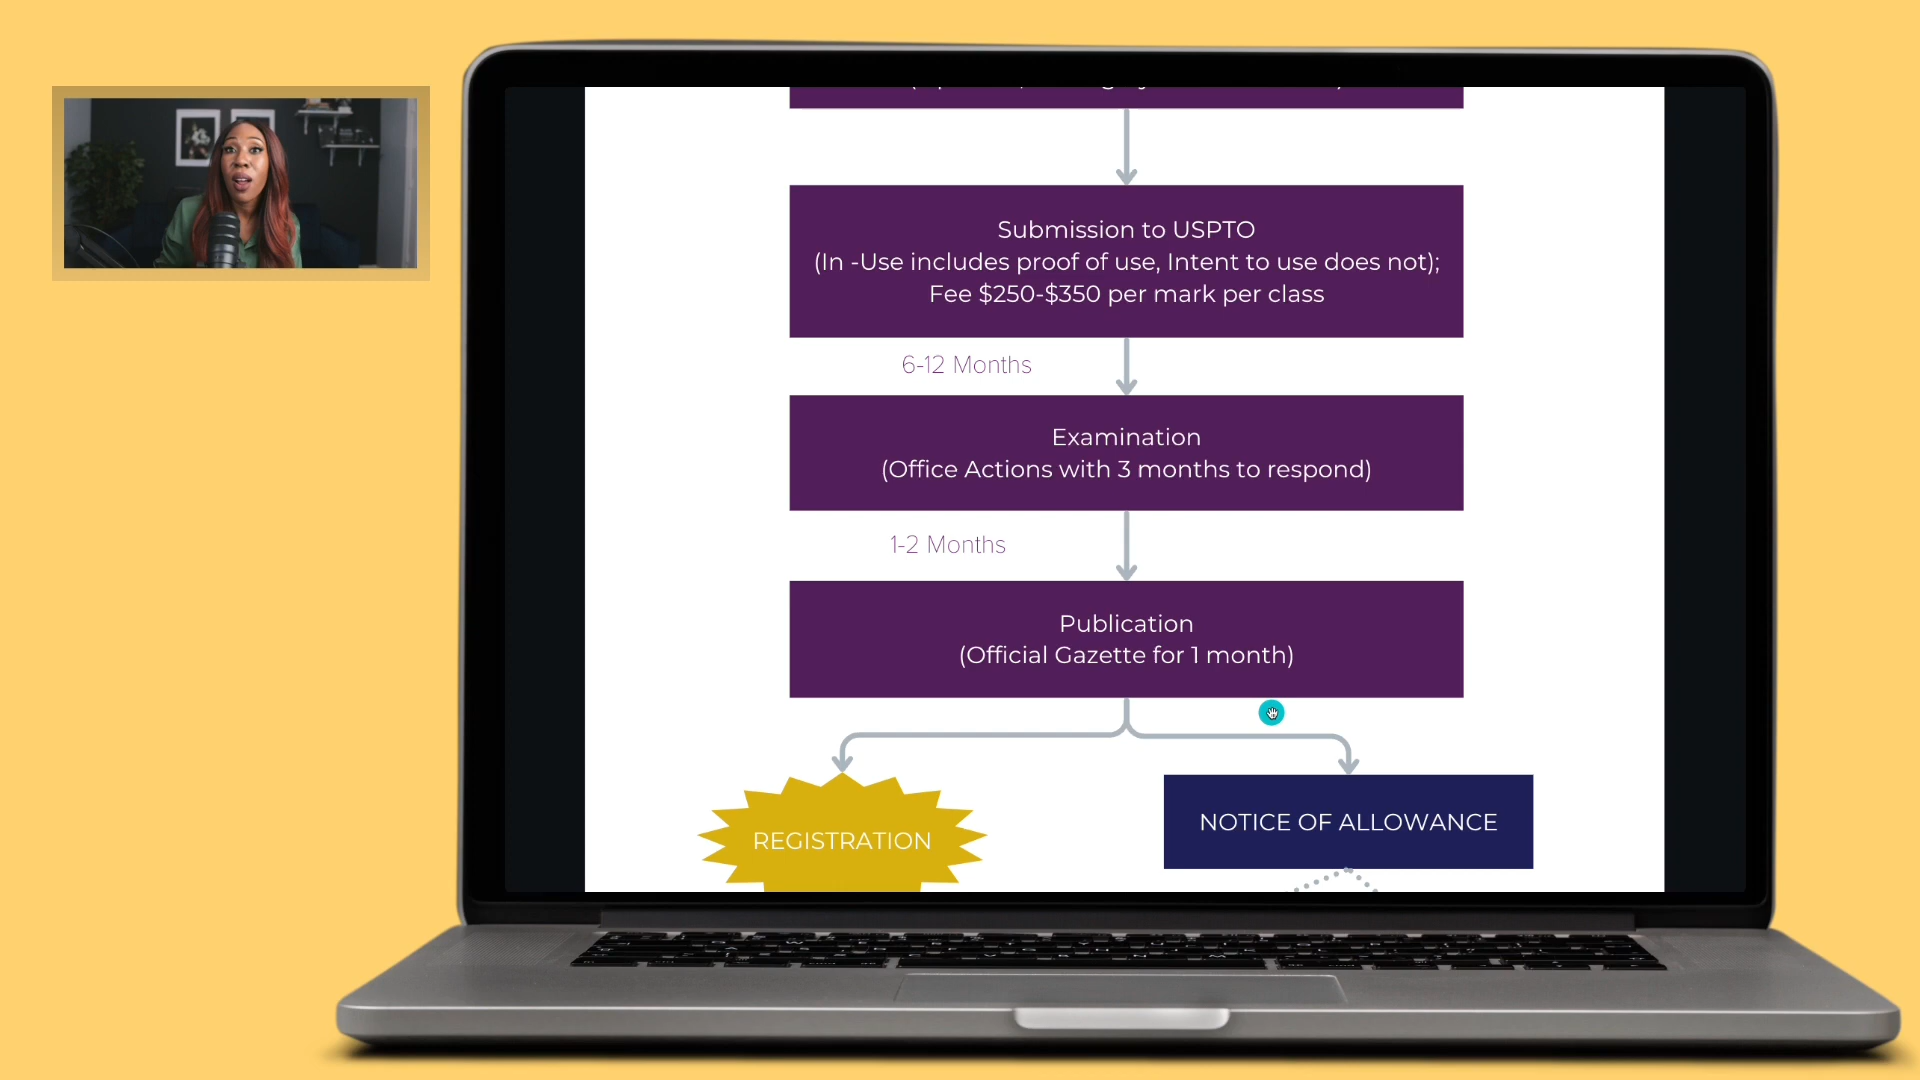 Submission to USPTO
(In -Use includes proof of use, Intent to use does not);
Fee $250-$350 per mark per class
6-12 Months
Examination
(Office Actions with 3 months to respond)
1-2 Months
Publication
(Official Gazette for 1 month)
REGISTRATION
NOTICE OF ALLOWANCE